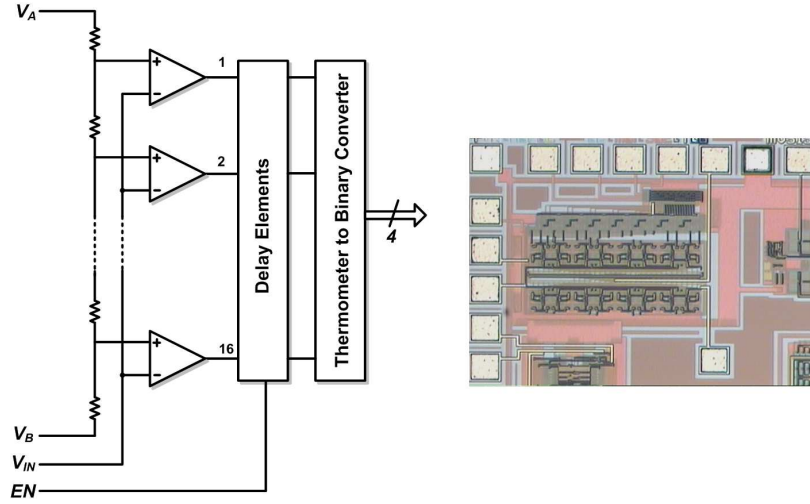 V_A
1
2
16
Delay Elements
Thermometer to Binary Converter
4
V_B
V_IN
EN